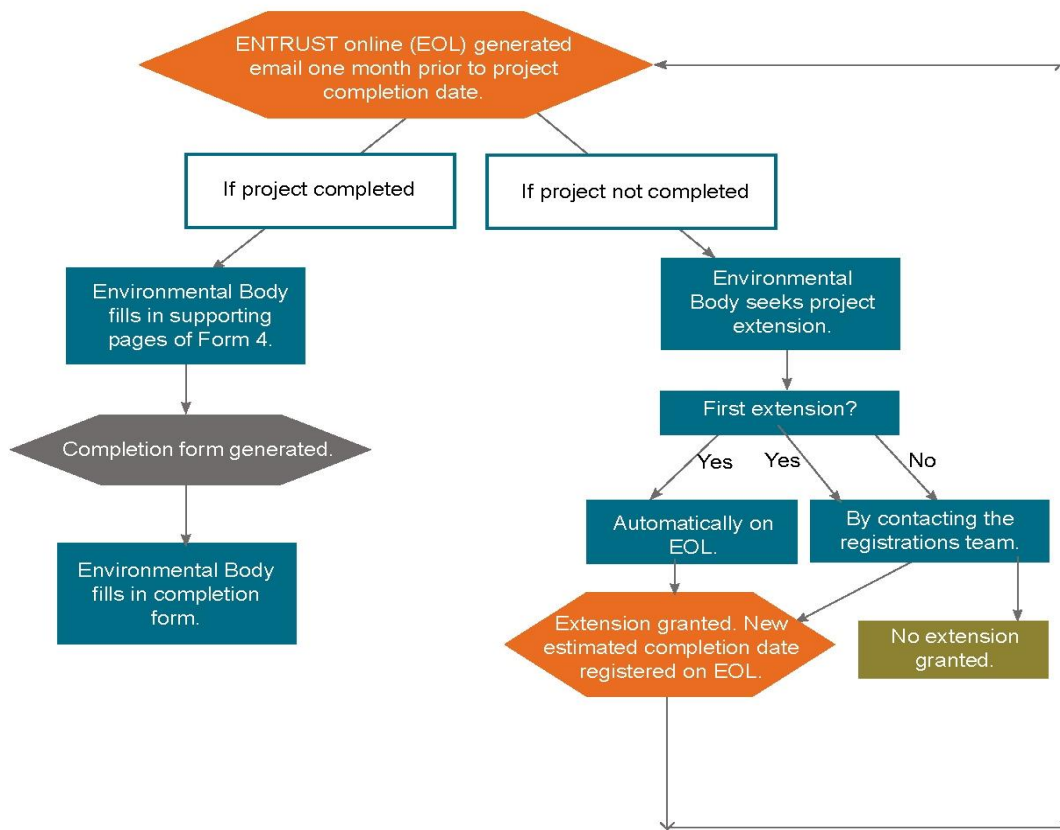 ENTRUST online (EOL) generated
email one month prior to project
completion date.
If project completed
If project not completed
Environmental Body
fills in supporting
pages of Form 4.
Environmental
Body seeks project
extension.
First extension?
Completion form generated.
Yes
Yes
No
Automatically on
EOL.
By contacting the
registrations team.
Environmental Body
fills in completion
form.
Extension granted. New
estimated completion date
registered on EOL.
No extension
granted.